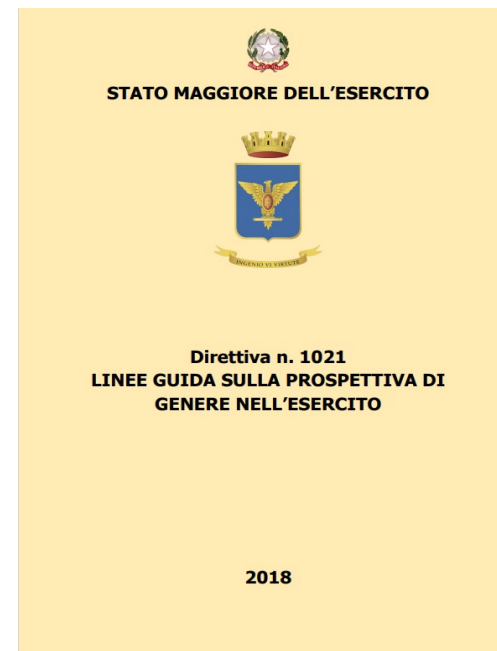 STATO MAGGIORE DELL'ESERCITO
INGENIO VI VIRTUTE
Direttiva n. 1021
LINEE GUIDA SULLA PROSPETTIVA DI
GENERE NELL'ESERCITO
2018